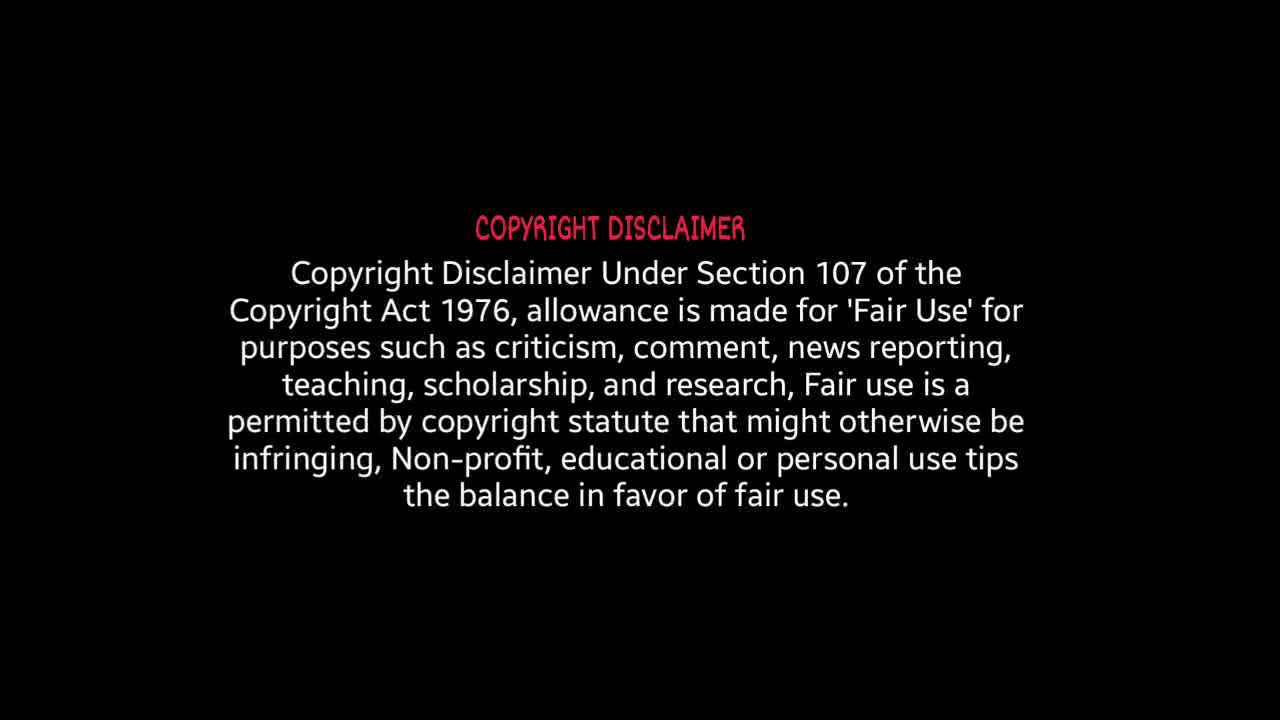 COPYRIGHT DISCLAIMER
Copyright Disclaimer Under Section 107 of the
Copyright Act 1976, allowance is made for 'Fair Use' for
purposes such as criticism, comment, news reporting,
teaching, scholarship, and research, Fair use is a
permitted by copyright statute that might otherwise be
infringing, Non-profit, educational or personal use tips
the balance in favor of fair use.